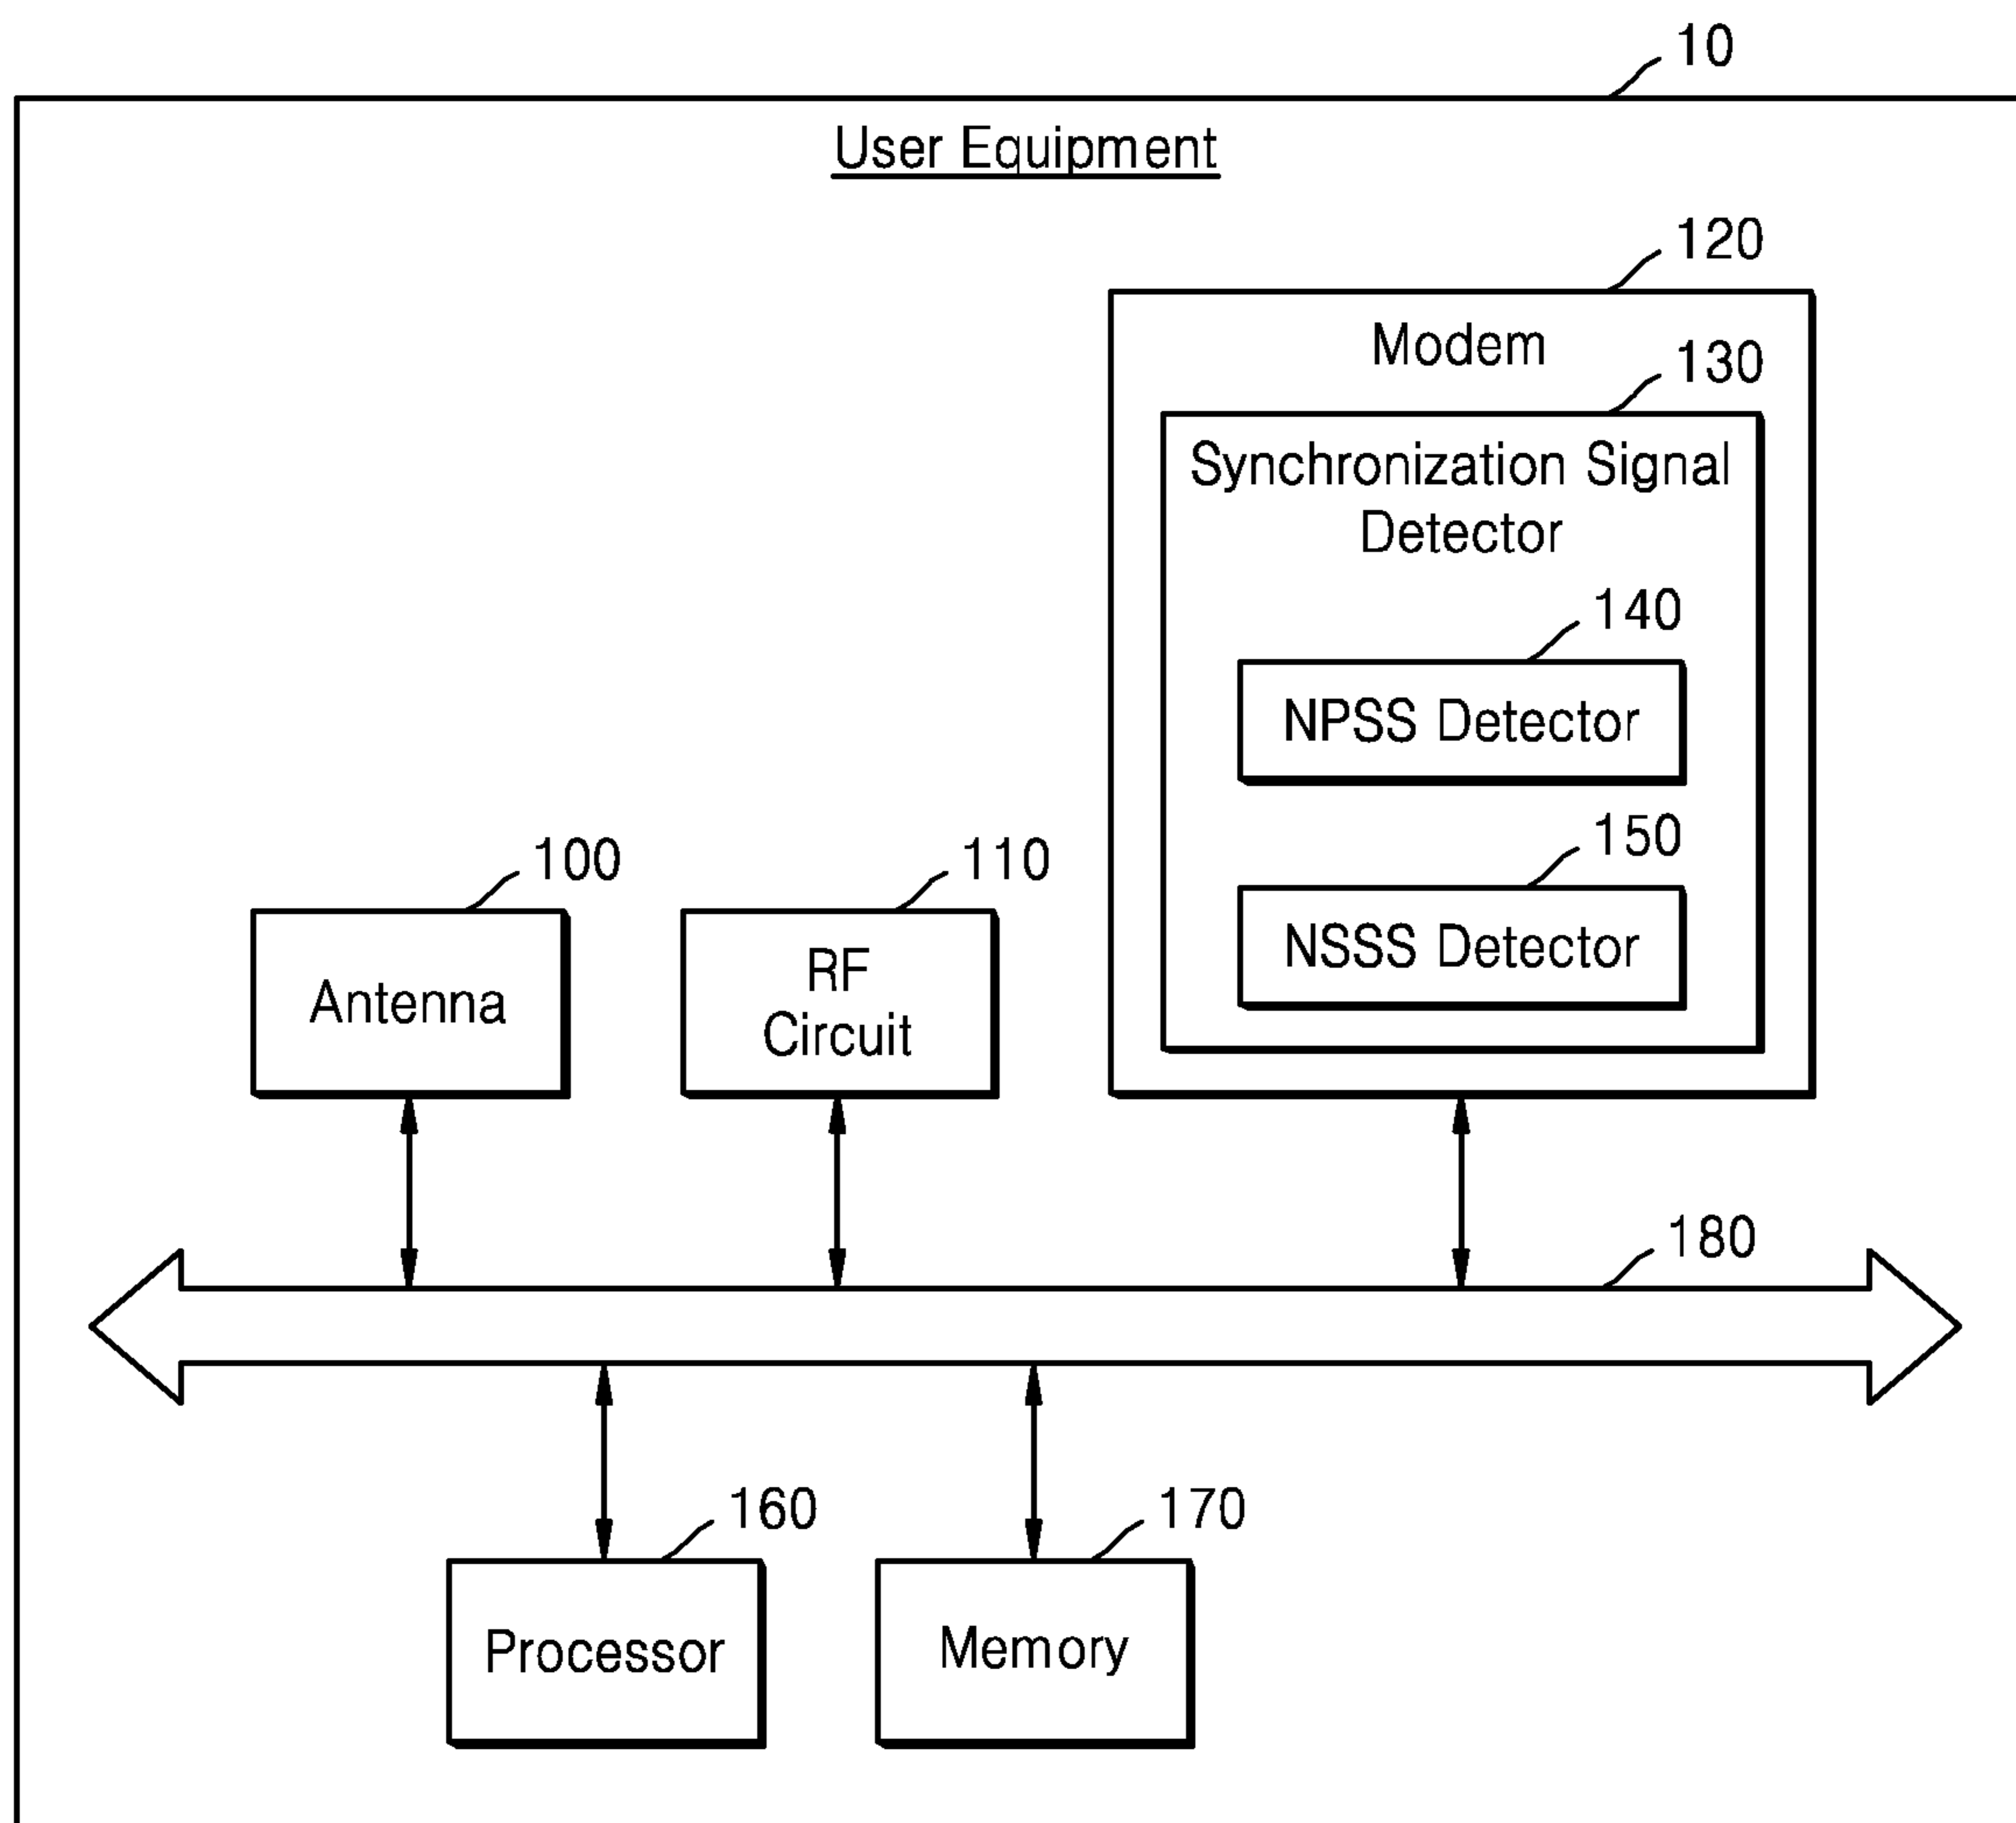 10
User Equipment
120
Modem
130
Synchronization Signal
Detector
140
NPSS Detector
150
NSSS Detector
100
Antenna
110
RF
Circuit
180
160
Processor
170
Memory